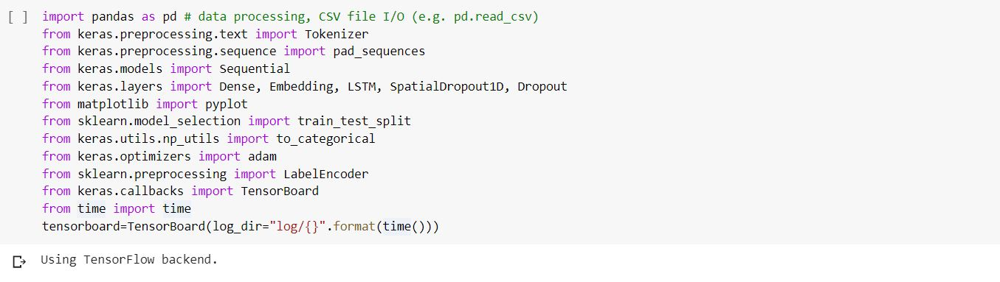 [ ] import pandas as pd # data processing, CSV file I/O (e.g. pd.read_csv)
from keras.preprocessing.text import Tokenizer
from keras.preprocessing.sequence import pad_sequences
from keras.models import Sequential
from keras.layers import Dense, Embedding, LSTM, SpatialDropout1D, Dropout
from matplotlib import pyplot
from sklearn.model_selection import train_test_split
from keras.utils.np_utils import to_categorical
from keras.optimizers import adam
from sklearn.preprocessing import LabelEncoder
from keras.callbacks import TensorBoard
from time import time
tensorboard=TensorBoard(log_dir="log/{}".format(time()))
Using TensorFlow backend.